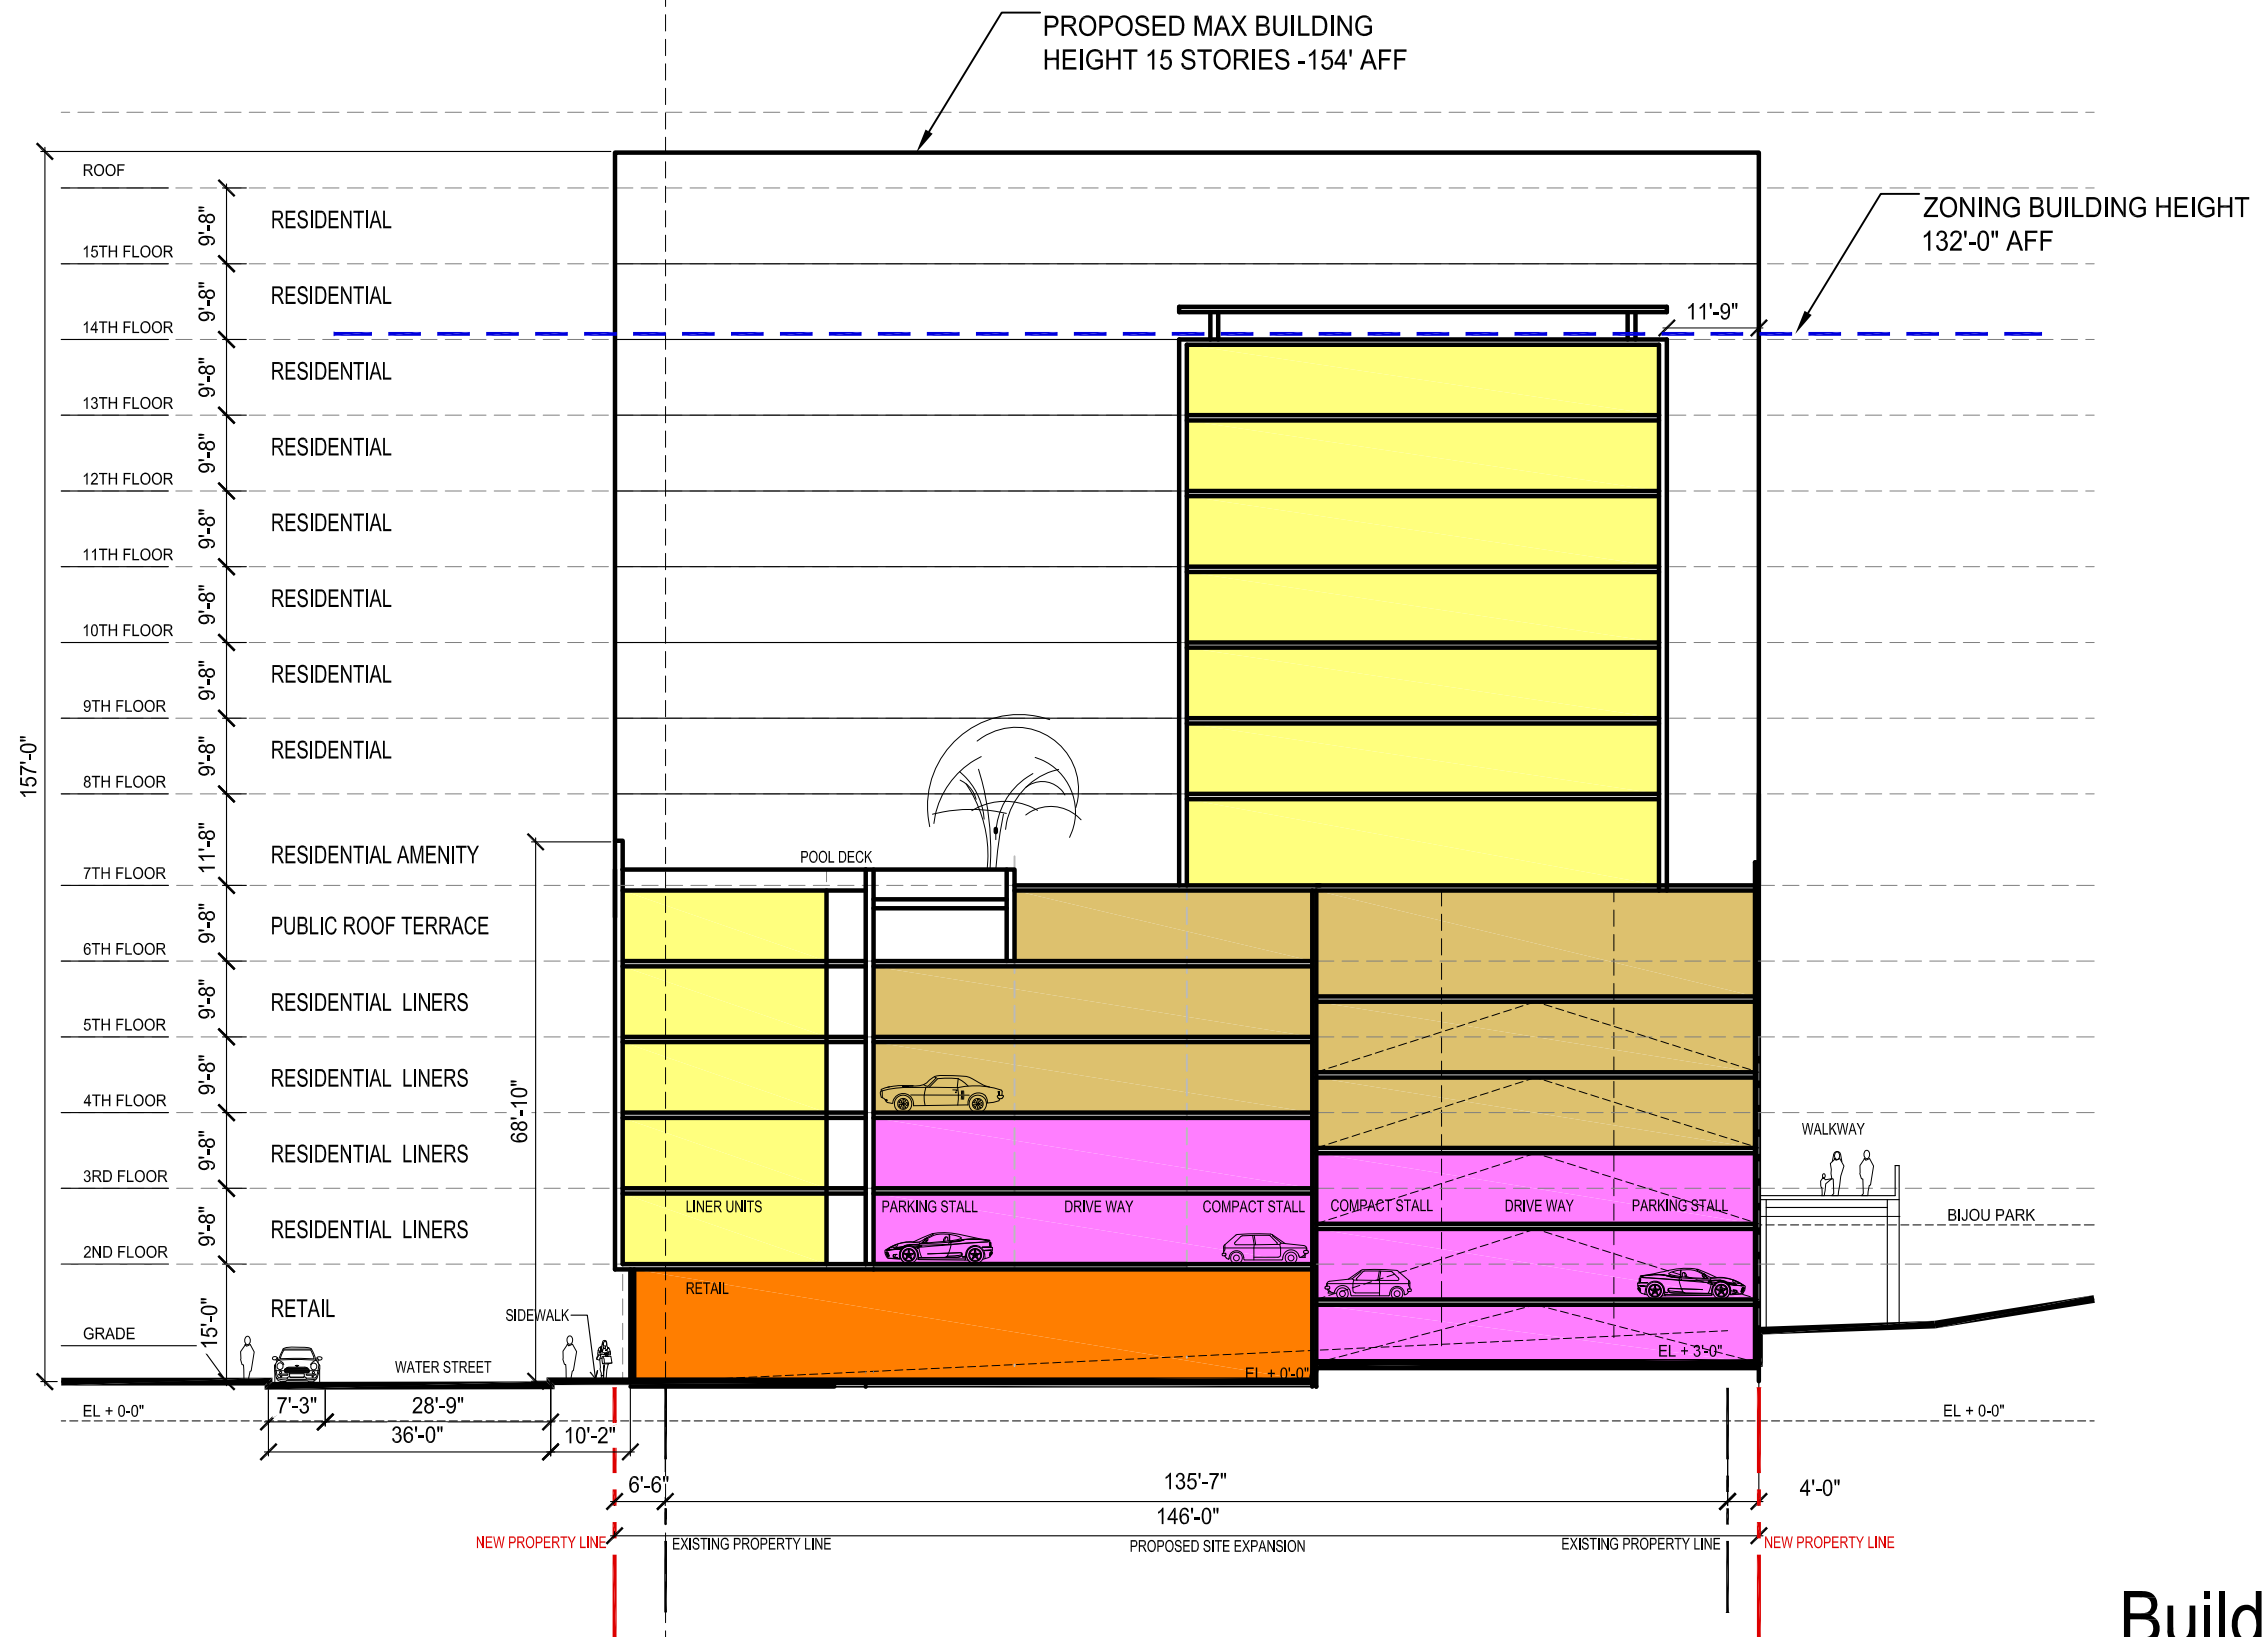 PROPOSED MAX BUILDING
HEIGHT 15 STORIES -154' AFF
ZONING BUILDING HEIGHT
132'-0" AFF
11'-9"
157'-0"
ROOF
9'-8"
RESIDENTIAL
15TH FLOOR
9'-8"
RESIDENTIAL
14TH FLOOR
9'-8"
RESIDENTIAL
13TH FLOOR
9'-8"
RESIDENTIAL
12TH FLOOR
9'-8"
RESIDENTIAL
11TH FLOOR
9'-8"
RESIDENTIAL
10TH FLOOR
9'-8"
RESIDENTIAL
9TH FLOOR
9'-8"
RESIDENTIAL
8TH FLOOR
11'-8"
RESIDENTIAL AMENITY
POOL DECK
7TH FLOOR
9'-8"
PUBLIC ROOF TERRACE
6TH FLOOR
9'-8"
RESIDENTIAL LINERS
5TH FLOOR
9'-8"
RESIDENTIAL LINERS
4TH FLOOR
68'-10"
9'-8"
RESIDENTIAL LINERS
WALKWAY
3RD FLOOR
9'-8"
RESIDENTIAL LINERS
LINER UNITS
PARKING STALL
DRIVE WAY
COMPACT STALL
COMPACT STALL
DRIVE WAY
PARKING STALL
BIJOU PARK
2ND FLOOR
15'-0"
RETAIL
RETAIL
SIDEWALK
GRADE
WATER STREET
EL + 3'-0"
EL + 0'-0"
EL + 0-0"
EL + 0-0"
7'-3"
28'-9"
36'-0"
10'-2"
6'-6"
135'-7"
4'-0"
146'-0"
NEW PROPERTY LINE
EXISTING PROPERTY LINE
PROPOSED SITE EXPANSION
EXISTING PROPERTY LINE
NEW PROPERTY LINE
Build